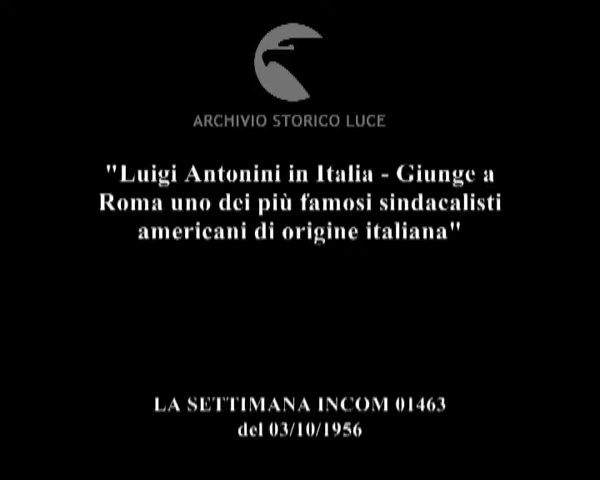 ARCHIVIO STORICO LUCE
"Luigi Antonini in Italia - Giunge a
Roma uno dei più famosi sindacalisti
americani di origine italiana"
LA SETTIMANA INCOM 01463
del 03/10/1956